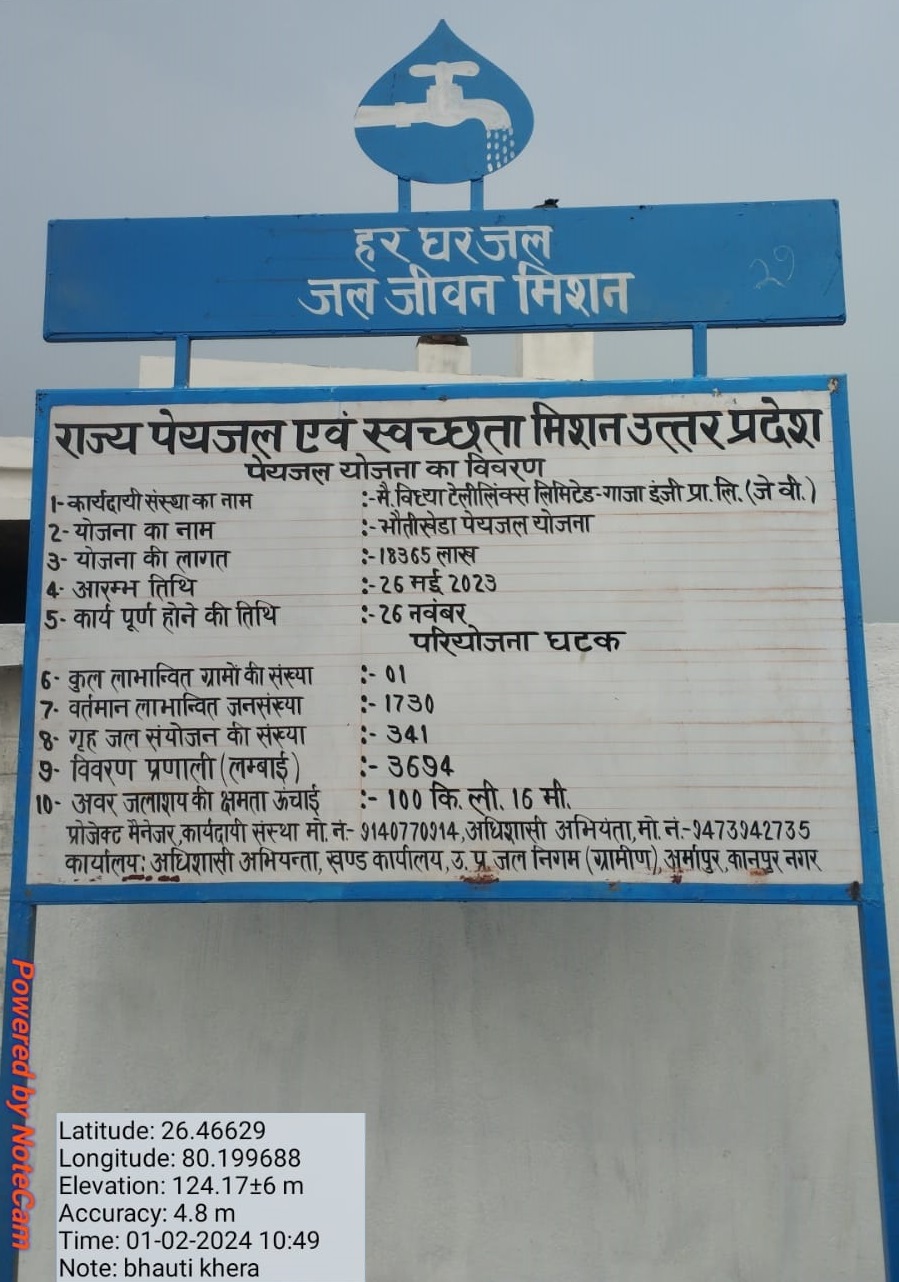 हर घर जल
जल जीवन मिशन
राज्य पेयजल एवं स्वच्छता मिशन उत्तर प्रदेश
पेयजल योजना का विवरण
1- कार्यदायी संस्था का नाम :- मै. विध्या टेलीलिंक्स लिमिटेड-गाजा इंजी प्रा. लि. (जे वी.)
2- योजना का नाम :- भौतीखेडा पेयजल योजना
3- योजना की लागत :- 18365 लाख
4- आरम्भ तिथि :- 26 मई 2023
5- कार्य पूर्ण होने की तिथि :- 26 नवंबर
परियोजना घटक
6- कुल लाभान्वित ग्रामों की संख्या :- 01
7- वर्तमान लाभान्वित जनसंख्या :- 1730
8- गृह जल संयोजन की संख्या :- 341
9- विवरण प्रणाली (लम्बाई) :- 3694
10- अवर जलाशय की क्षमता ऊंचाई :- 100 कि. ली. 16 मी.
प्रोजेक्ट मैनेजर, कार्यदायी संस्था मो. नं:- 9140770914, अधिशासी अभियंता, मो. नं.-9473942735
कार्यालय: अधिशासी अभियन्ता, खण्ड कार्यालय, उ. प्र. जल निगम (ग्रामीण), अर्मापुर, कानपुर नगर
Powered by NoteCam
Latitude: 26.46629
Longitude: 80.199688
Elevation: 124.17±6 m
Accuracy: 4.8 m
Time: 01-02-2024 10:49
Note: bhauti khera